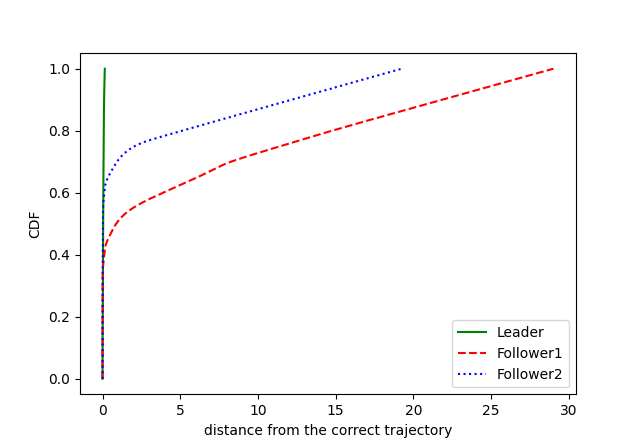 1.0
0.8
0.6
0.4
0.2
0.0
CDF
0 5 10 15 20 25 30
distance from the correct trajectory
Leader
Follower1
Follower2